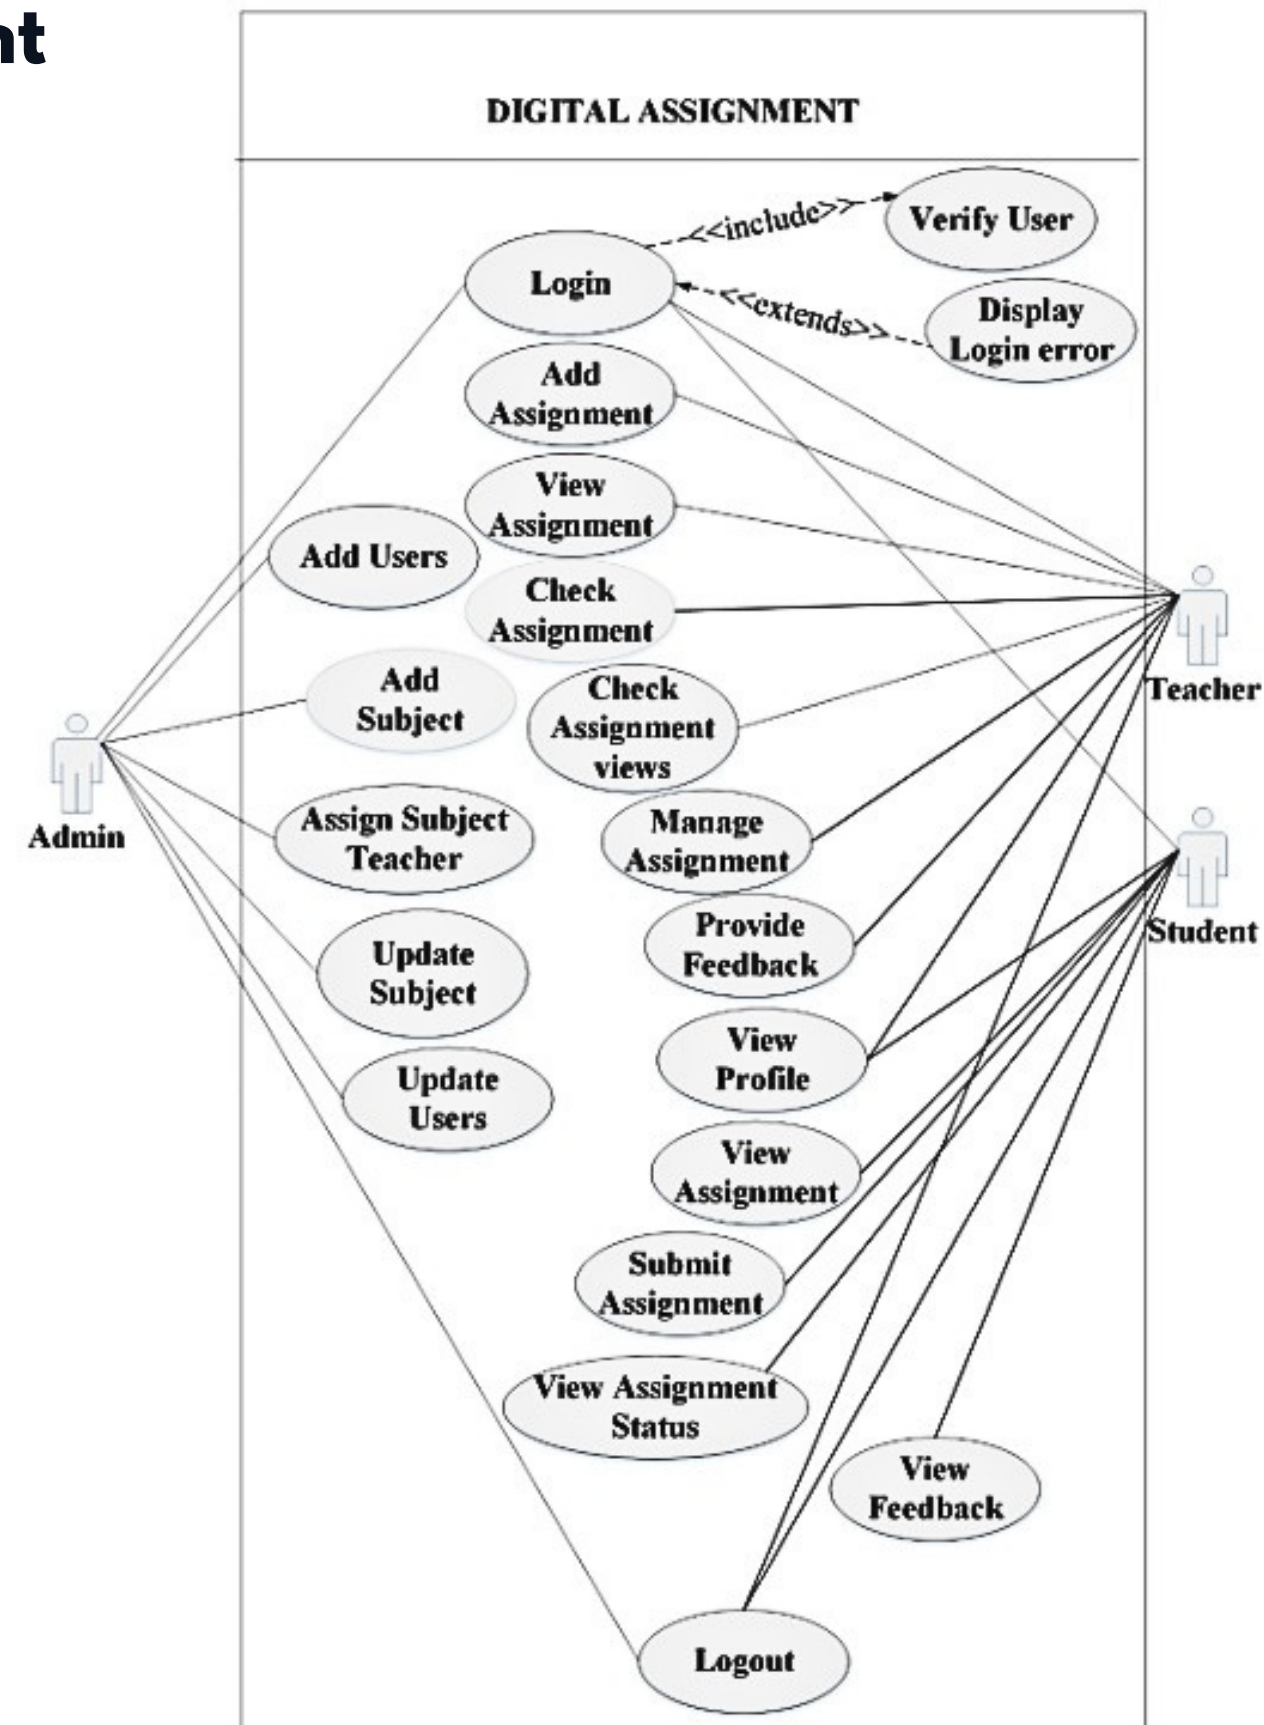 nt
DIGITAL ASSIGNMENT
<<include>>
Verify User
Login
<<extends>>
Display
Login error
Add
Assignment
View
Assignment
Add Users
Check
Assignment
Teacher
Add
Subject
Check
Assignment
views
Admin
Assign Subject
Teacher
Manage
Assignment
Student
Provide
Feedback
Update
Subject
View
Profile
Update
Users
View
Assignment
Submit
Assignment
View Assignment
Status
View
Feedback
Logout